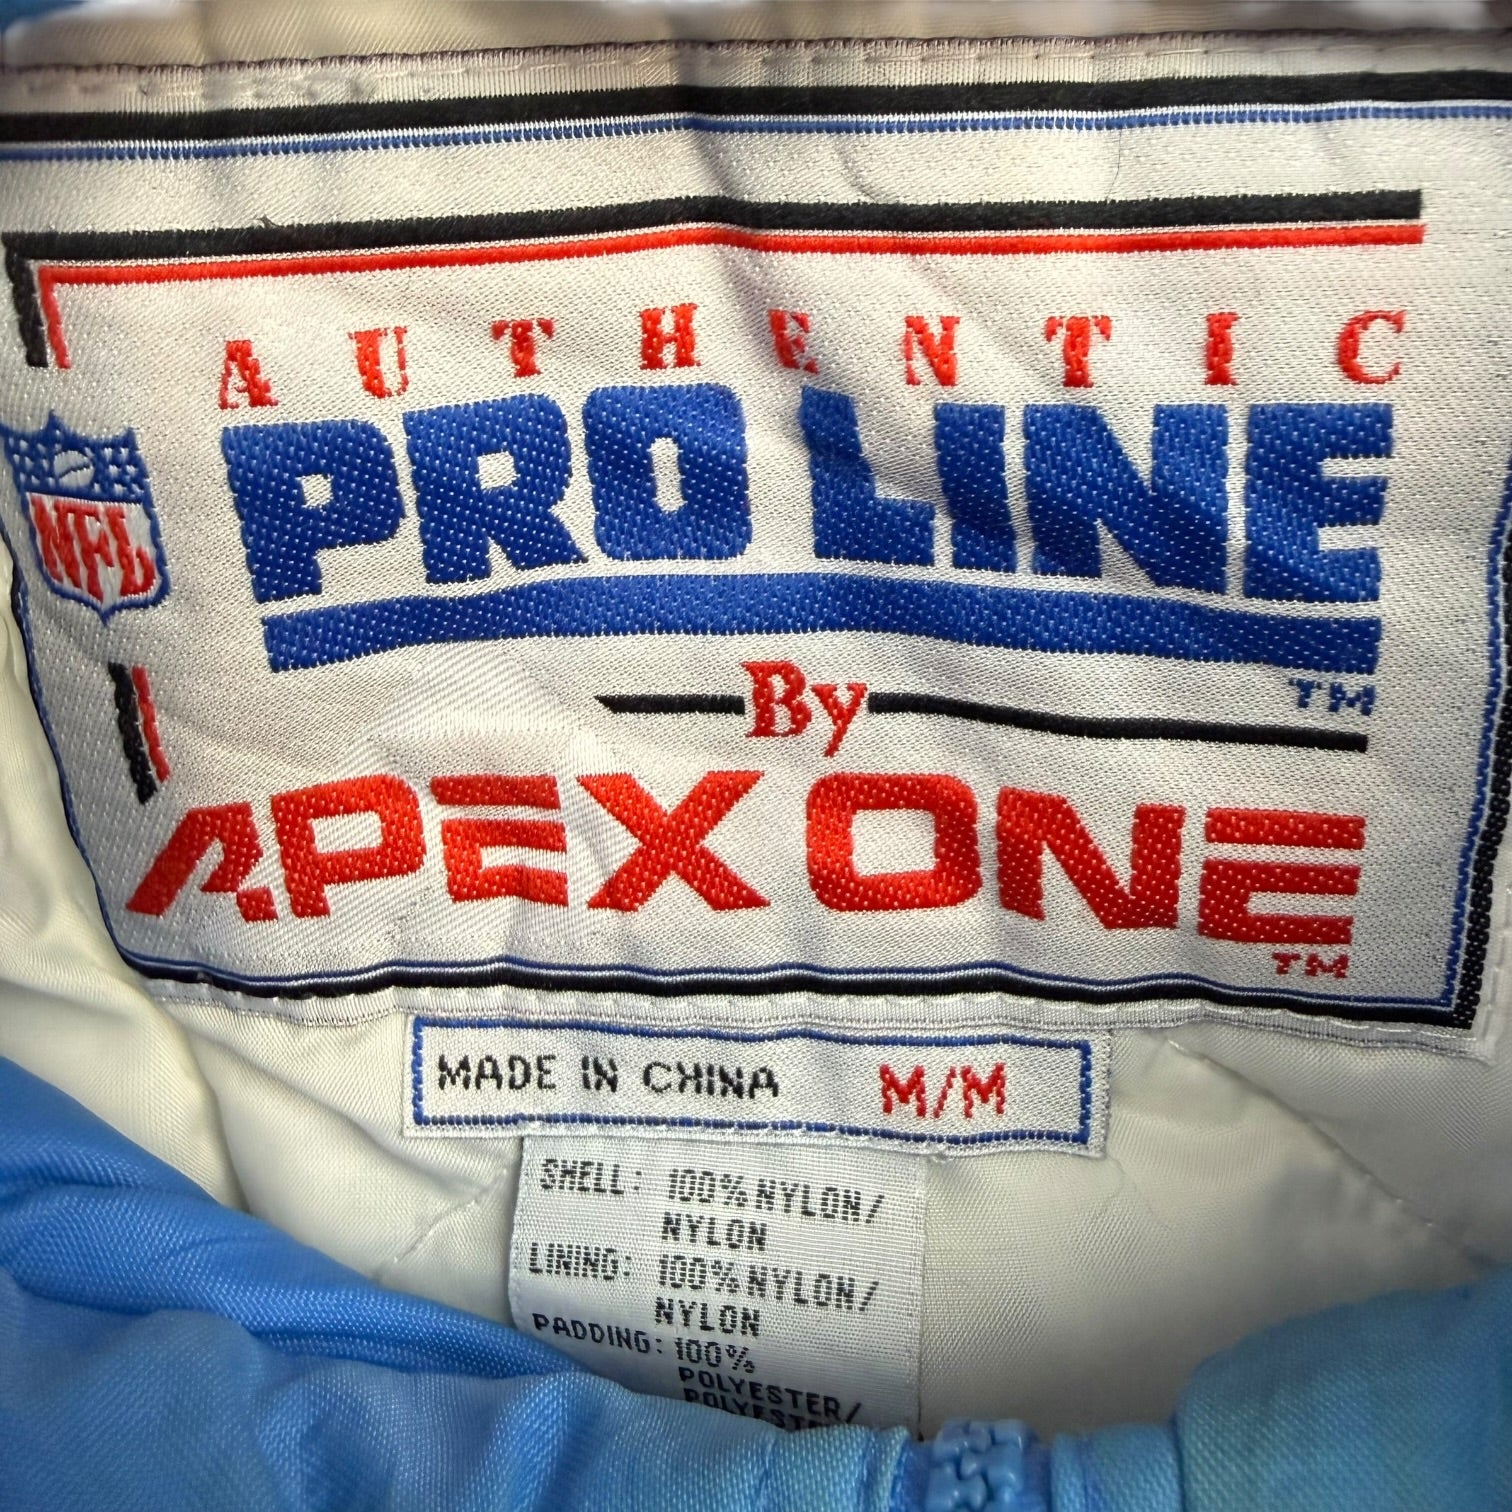 AUTHENTIC
PRO LINE
TM
NFL
By
APEX ONE
TM
MADE IN CHINA M/M
SHELL: 100% NYLON/
NYLON
LINING: 100% NYLON/
NYLON
PADDING: 100%
POLYESTER/